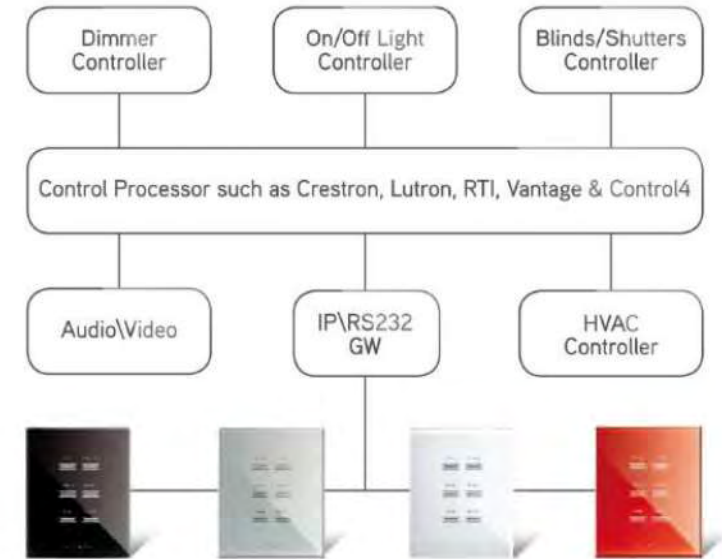 Dimmer
Controller
On/Off Light
Controller
Blinds/Shutters
Controller
Control Processor such as Crestron, Lutron, RTI, Vantage & Control4
Audio\Video
IP\RS232
GW
HVAC
Controller